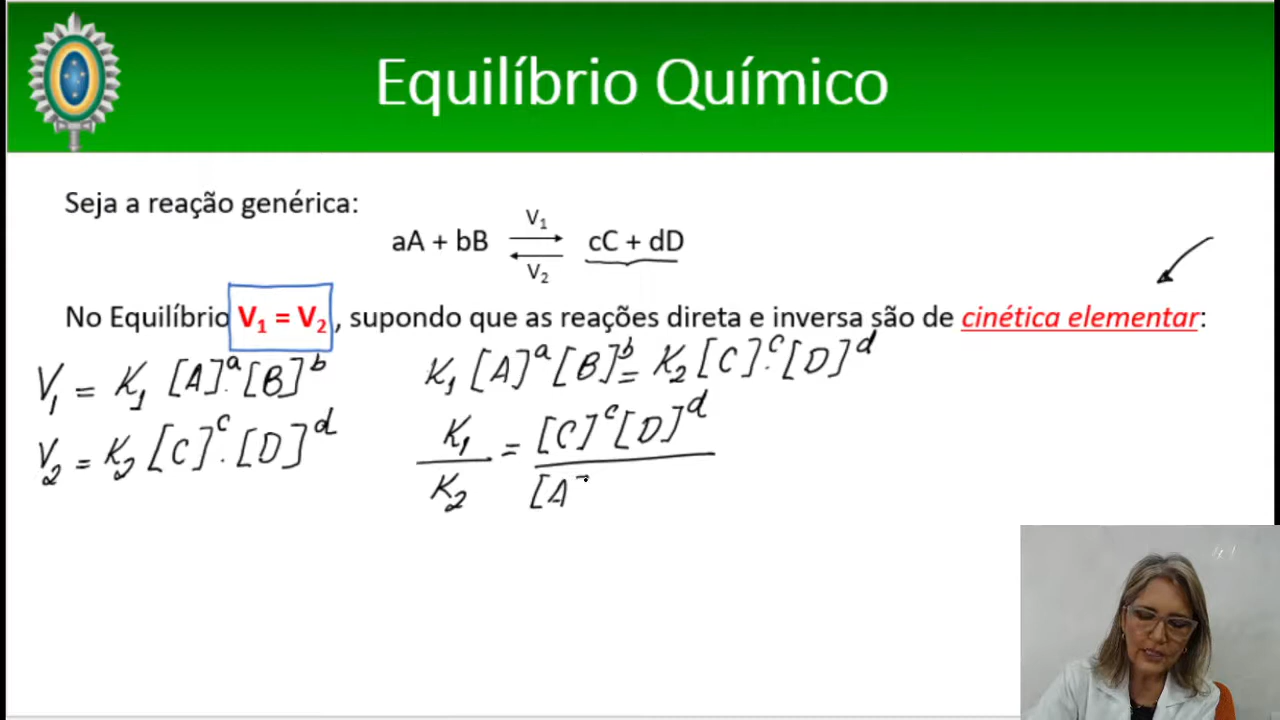 Equilíbrio Químico
Seja a reação genérica:
V₁
aA + bB ⇄ cC + dD
V₂
No Equilíbrio V₁ = V₂ , supondo que as reações direta e inversa são de cinética elementar:
V₁ = K₁ [A]ᵃ.[B]ᵇ
K₁ [A]ᵃ [B]ᵇ = K₂ [C]ᶜ.[D]ᵈ
V₂ = K₂ [C]ᶜ.[D]ᵈ
K₁ = [C]ᶜ [D]ᵈ
K₂ [A